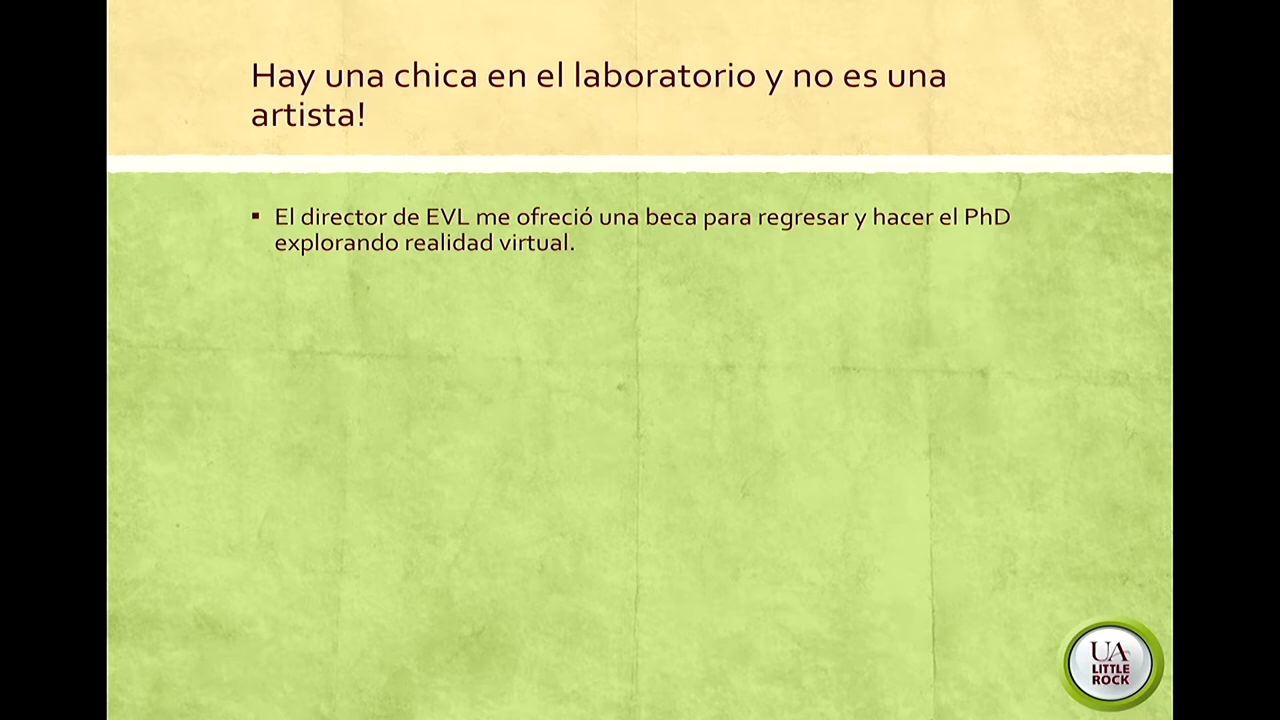 Hay una chica en el laboratorio y no es una
artista!
▪ El director de EVL me ofreció una beca para regresar y hacer el PhD
explorando realidad virtual.
UA
LITTLE
ROCK